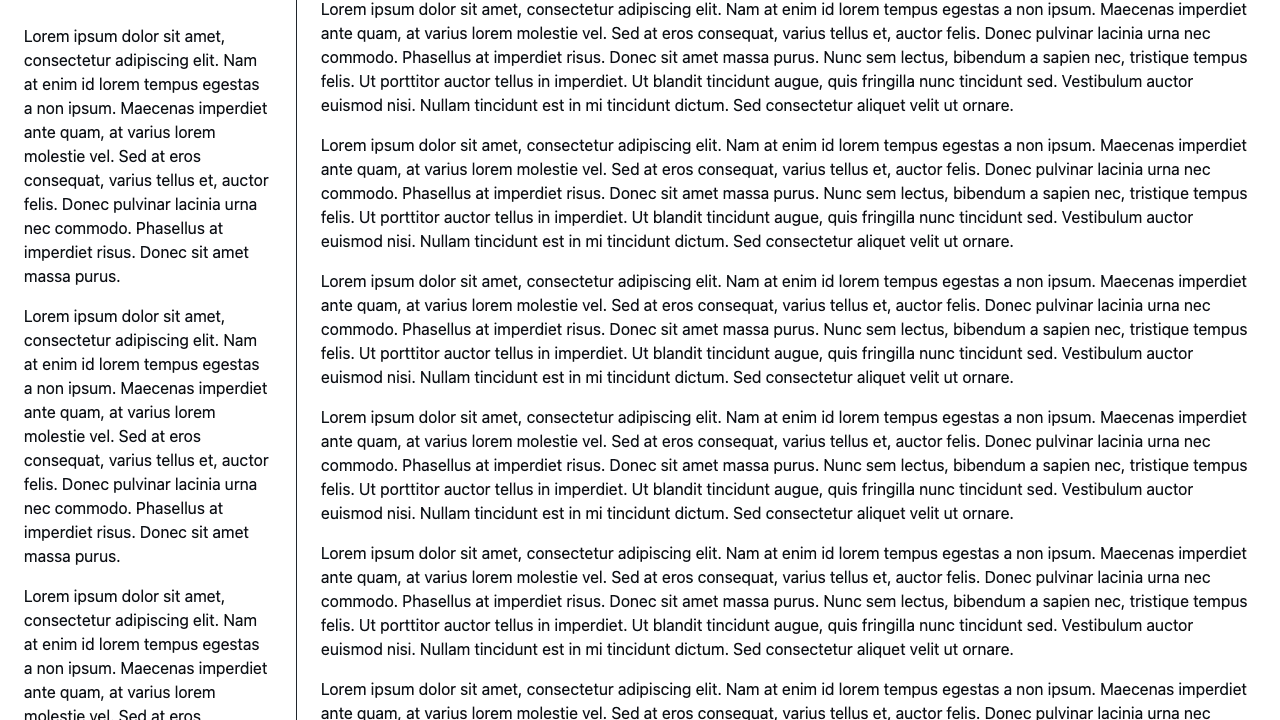 Lorem ipsum dolor sit amet,
consectetur adipiscing elit. Nam
at enim id lorem tempus egestas
a non ipsum. Maecenas imperdiet
ante quam, at varius lorem
molestie vel. Sed at eros
consequat, varius tellus et, auctor
felis. Donec pulvinar lacinia urna
nec commodo. Phasellus at
imperdiet risus. Donec sit amet
massa purus.
Lorem ipsum dolor sit amet,
consectetur adipiscing elit. Nam
at enim id lorem tempus egestas
a non ipsum. Maecenas imperdiet
ante quam, at varius lorem
molestie vel. Sed at eros
consequat, varius tellus et, auctor
felis. Donec pulvinar lacinia urna
nec commodo. Phasellus at
imperdiet risus. Donec sit amet
massa purus.
Lorem ipsum dolor sit amet,
consectetur adipiscing elit. Nam
at enim id lorem tempus egestas
a non ipsum. Maecenas imperdiet
ante quam, at varius lorem
molestie vel. Sed at eros
Lorem ipsum dolor sit amet, consectetur adipiscing elit. Nam at enim id lorem tempus egestas a non ipsum. Maecenas imperdiet
ante quam, at varius lorem molestie vel. Sed at eros consequat, varius tellus et, auctor felis. Donec pulvinar lacinia urna nec
commodo. Phasellus at imperdiet risus. Donec sit amet massa purus. Nunc sem lectus, bibendum a sapien nec, tristique tempus
felis. Ut porttitor auctor tellus in imperdiet. Ut blandit tincidunt augue, quis fringilla nunc tincidunt sed. Vestibulum auctor
euismod nisi. Nullam tincidunt est in mi tincidunt dictum. Sed consectetur aliquet velit ut ornare.
Lorem ipsum dolor sit amet, consectetur adipiscing elit. Nam at enim id lorem tempus egestas a non ipsum. Maecenas imperdiet
ante quam, at varius lorem molestie vel. Sed at eros consequat, varius tellus et, auctor felis. Donec pulvinar lacinia urna nec
commodo. Phasellus at imperdiet risus. Donec sit amet massa purus. Nunc sem lectus, bibendum a sapien nec, tristique tempus
felis. Ut porttitor auctor tellus in imperdiet. Ut blandit tincidunt augue, quis fringilla nunc tincidunt sed. Vestibulum auctor
euismod nisi. Nullam tincidunt est in mi tincidunt dictum. Sed consectetur aliquet velit ut ornare.
Lorem ipsum dolor sit amet, consectetur adipiscing elit. Nam at enim id lorem tempus egestas a non ipsum. Maecenas imperdiet
ante quam, at varius lorem molestie vel. Sed at eros consequat, varius tellus et, auctor felis. Donec pulvinar lacinia urna nec
commodo. Phasellus at imperdiet risus. Donec sit amet massa purus. Nunc sem lectus, bibendum a sapien nec, tristique tempus
felis. Ut porttitor auctor tellus in imperdiet. Ut blandit tincidunt augue, quis fringilla nunc tincidunt sed. Vestibulum auctor
euismod nisi. Nullam tincidunt est in mi tincidunt dictum. Sed consectetur aliquet velit ut ornare.
Lorem ipsum dolor sit amet, consectetur adipiscing elit. Nam at enim id lorem tempus egestas a non ipsum. Maecenas imperdiet
ante quam, at varius lorem molestie vel. Sed at eros consequat, varius tellus et, auctor felis. Donec pulvinar lacinia urna nec
commodo. Phasellus at imperdiet risus. Donec sit amet massa purus. Nunc sem lectus, bibendum a sapien nec, tristique tempus
felis. Ut porttitor auctor tellus in imperdiet. Ut blandit tincidunt augue, quis fringilla nunc tincidunt sed. Vestibulum auctor
euismod nisi. Nullam tincidunt est in mi tincidunt dictum. Sed consectetur aliquet velit ut ornare.
Lorem ipsum dolor sit amet, consectetur adipiscing elit. Nam at enim id lorem tempus egestas a non ipsum. Maecenas imperdiet
ante quam, at varius lorem molestie vel. Sed at eros consequat, varius tellus et, auctor felis. Donec pulvinar lacinia urna nec
commodo. Phasellus at imperdiet risus. Donec sit amet massa purus. Nunc sem lectus, bibendum a sapien nec, tristique tempus
felis. Ut porttitor auctor tellus in imperdiet. Ut blandit tincidunt augue, quis fringilla nunc tincidunt sed. Vestibulum auctor
euismod nisi. Nullam tincidunt est in mi tincidunt dictum. Sed consectetur aliquet velit ut ornare.
Lorem ipsum dolor sit amet, consectetur adipiscing elit. Nam at enim id lorem tempus egestas a non ipsum. Maecenas imperdiet
ante quam, at varius lorem molestie vel. Sed at eros consequat, varius tellus et, auctor felis. Donec pulvinar lacinia urna nec